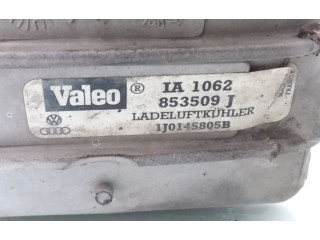 Valeo ® IA 1062
853509 J
LADELUFTKÜHLER
1J0145805B